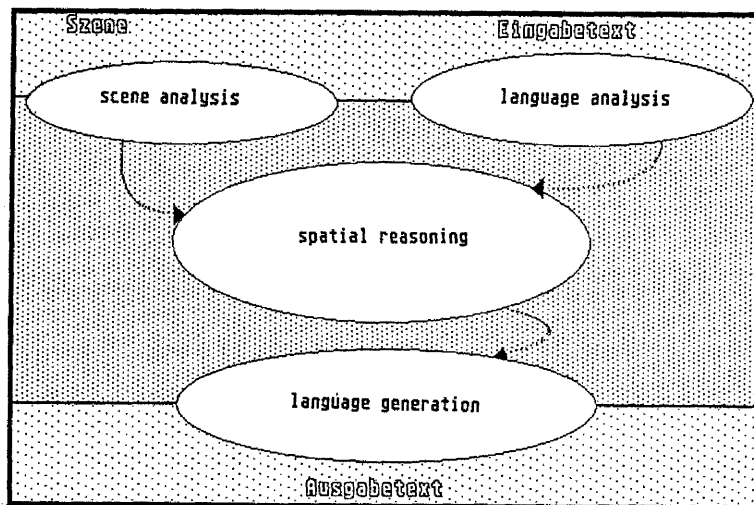 Szene
Eingabetext
scene analysis
language analysis
spatial reasoning
language generation
Ausgabetext